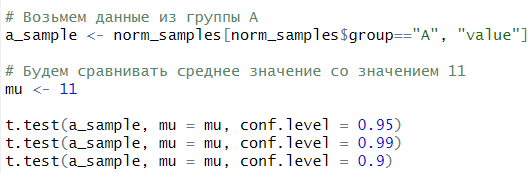 # Возьмем данные из группы А
a_sample <- norm_samples[norm_samples$group=="A", "value"]
# Будем сравнивать среднее значение со значением 11
mu <- 11
t.test(a_sample, mu = mu, conf.level = 0.95)
t.test(a_sample, mu = mu, conf.level = 0.99)
t.test(a_sample, mu = mu, conf.level = 0.9)